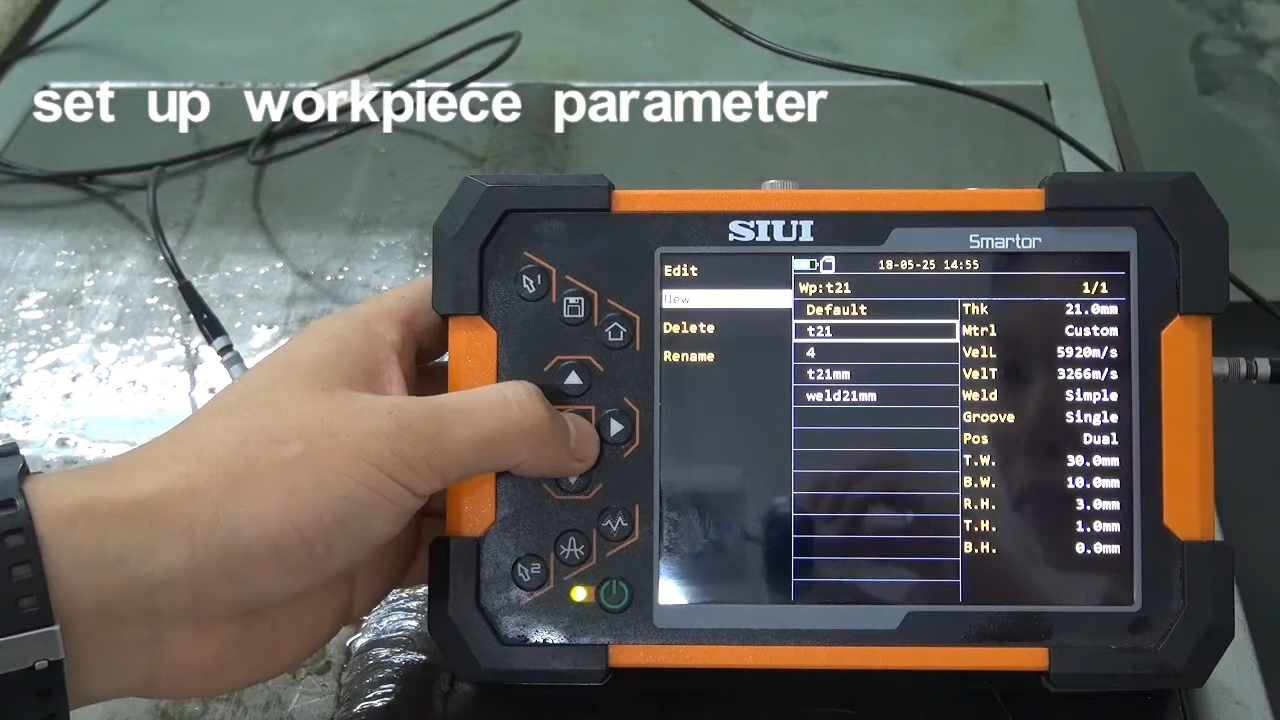 set up workpiece parameter
SIUI
Smartor
Edit
New
Delete
Rename
18-05-25 14:55
Wp:t21 1/1
Default
t21
4
t21mm
weld21mm
Thk 21.0mm
Mtrl Custom
VelL 5920m/s
VelT 3266m/s
Weld Simple
Groove Single
Pos Dual
T.W. 30.0mm
B.W. 10.0mm
R.H. 3.0mm
T.H. 1.0mm
B.H. 0.0mm
1
2